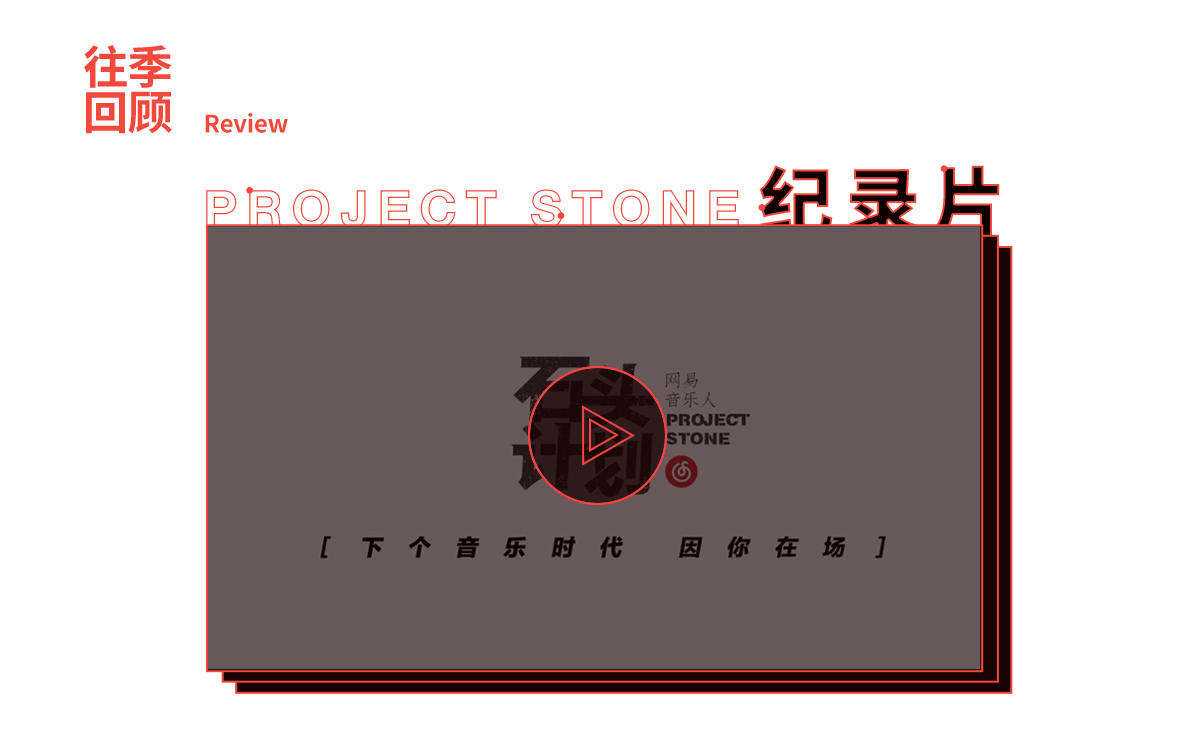 往季
回顾
Review
PROJECT STONE 纪录片
石头
计划
网易
音乐人
PROJECT
STONE
[ 下个音乐时代 因你在场 ]